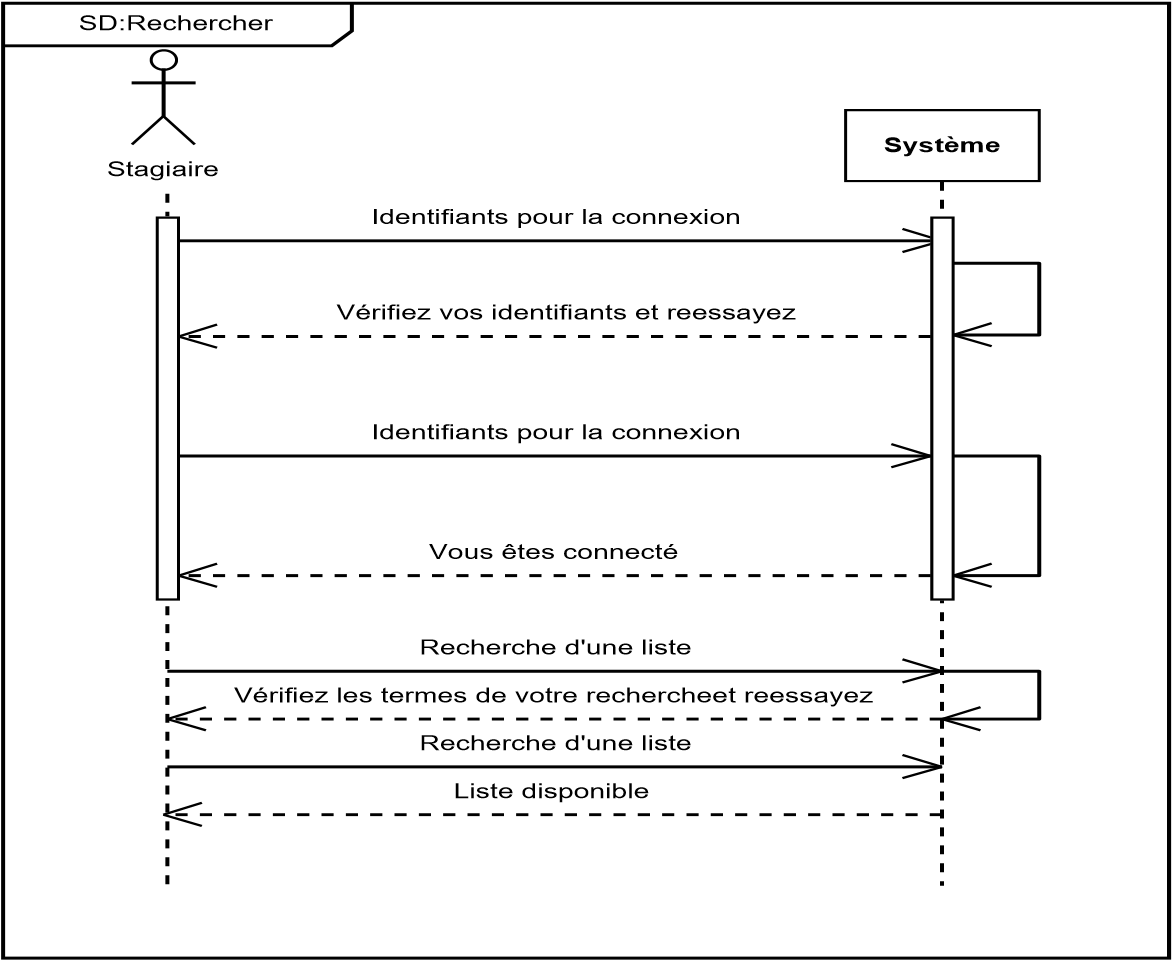 SD:Rechercher
Stagiaire
Système
Identifiants pour la connexion
Vérifiez vos identifiants et reessayez
Identifiants pour la connexion
Vous êtes connecté
Recherche d'une liste
Vérifiez les termes de votre rechercheet reessayez
Recherche d'une liste
Liste disponible